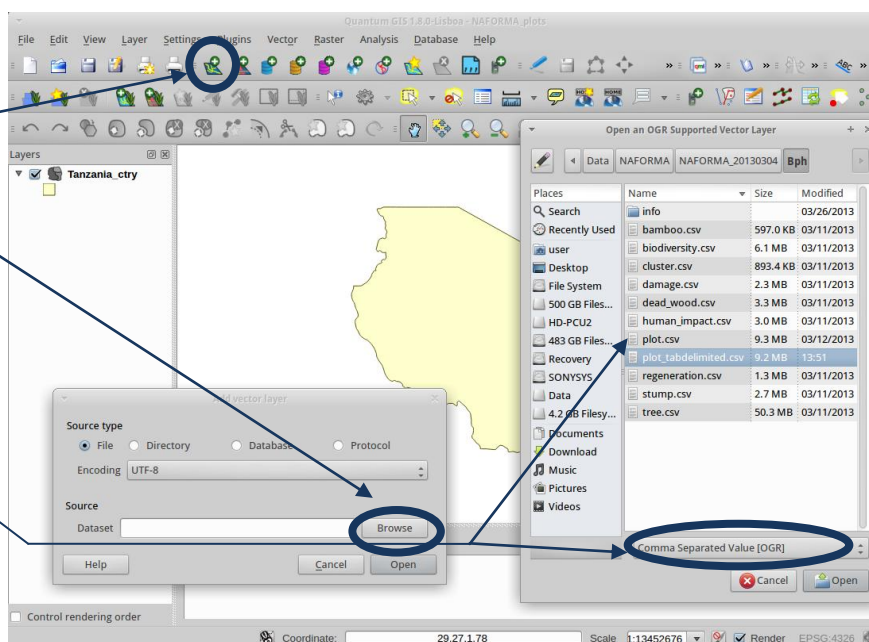 Quantum GIS 1.8.0-Lisboa - NAFORMA_plots
File Edit View Layer Settings Plugins Vector Raster Analysis Database Help
Layers
Tanzania_ctry
Open an OGR Supported Vector Layer
Data NAFORMA NAFORMA_20130304 Bph
Places
Search
Recently Used
user
Desktop
File System
500 GB Files...
HD-PCU2
483 GB Files...
Recovery
SONYSYS
Data
4.2 GB Filesy...
Documents
Download
Music
Pictures
Videos
Name Size Modified
info 03/26/2013
bamboo.csv 597.0 KB 03/11/2013
biodiversity.csv 6.1 MB 03/11/2013
cluster.csv 893.4 KB 03/11/2013
damage.csv 2.3 MB 03/11/2013
dead_wood.csv 3.3 MB 03/11/2013
human_impact.csv 3.0 MB 03/11/2013
plot.csv 9.3 MB 03/12/2013
plot_tabdelimited.csv 9.2 MB 13:51
regeneration.csv 1.3 MB 03/11/2013
stump.csv 2.7 MB 03/11/2013
tree.csv 50.3 MB 03/11/2013
Comma Separated Value [OGR]
Cancel Open
Add vector layer
Source type
File Directory Database Protocol
Encoding UTF-8
Source
Dataset Browse
Help Cancel Open
Control rendering order
Coordinate: 29.27,1.78 Scale 1:13452676 Render EPSG:4326